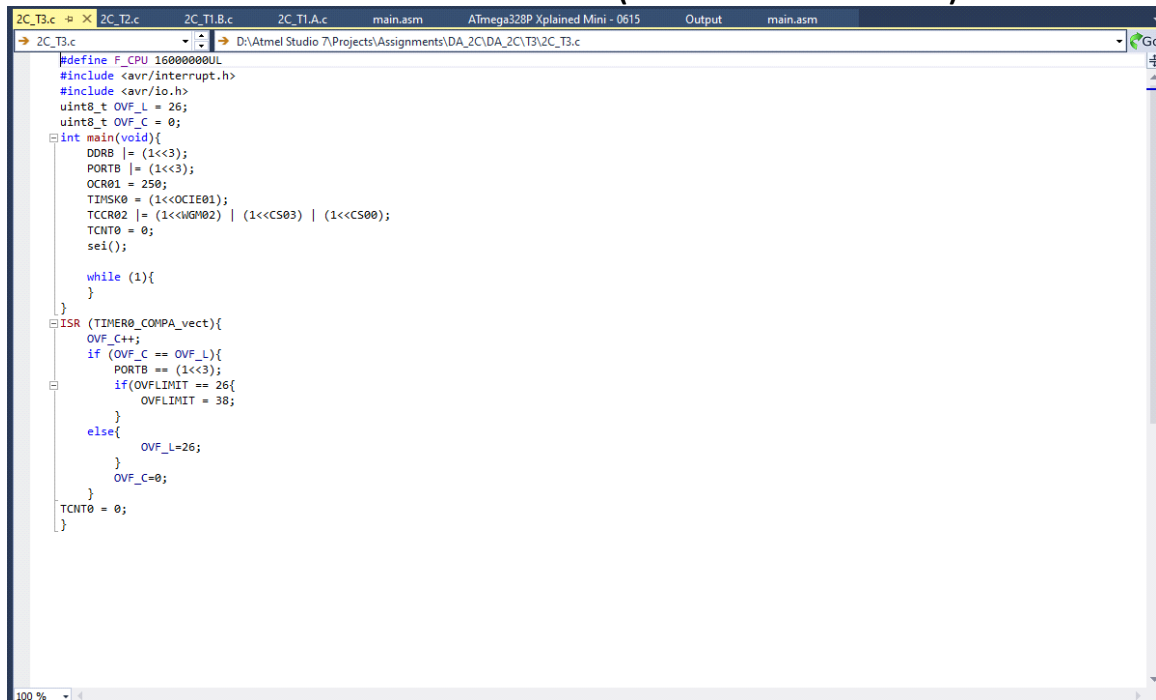 2C_T3.c 2C_T2.c 2C_T1.B.c 2C_T1.A.c main.asm ATmega328P Xplained Mini - 0615 Output main.asm
2C_T3.c D:\Atmel Studio 7\Projects\Assignments\DA_2C\DA_2C\T3\2C_T3.c Go
#define F_CPU 16000000UL
#include <avr/interrupt.h>
#include <avr/io.h>
uint8_t OVF_L = 26;
uint8_t OVF_C = 0;
int main(void){
DDRB |= (1<<3);
PORTB |= (1<<3);
OCR01 = 250;
TIMSK0 = (1<<OCIE01);
TCCR02 |= (1<<WGM02) | (1<<CS03) | (1<<CS00);
TCNT0 = 0;
sei();
while (1){
}
}
ISR (TIMER0_COMPA_vect){
OVF_C++;
if (OVF_C == OVF_L){
PORTB == (1<<3);
if(OVFLIMIT == 26{
OVFLIMIT = 38;
}
else{
OVF_L=26;
}
OVF_C=0;
}
TCNT0 = 0;
}
100 %